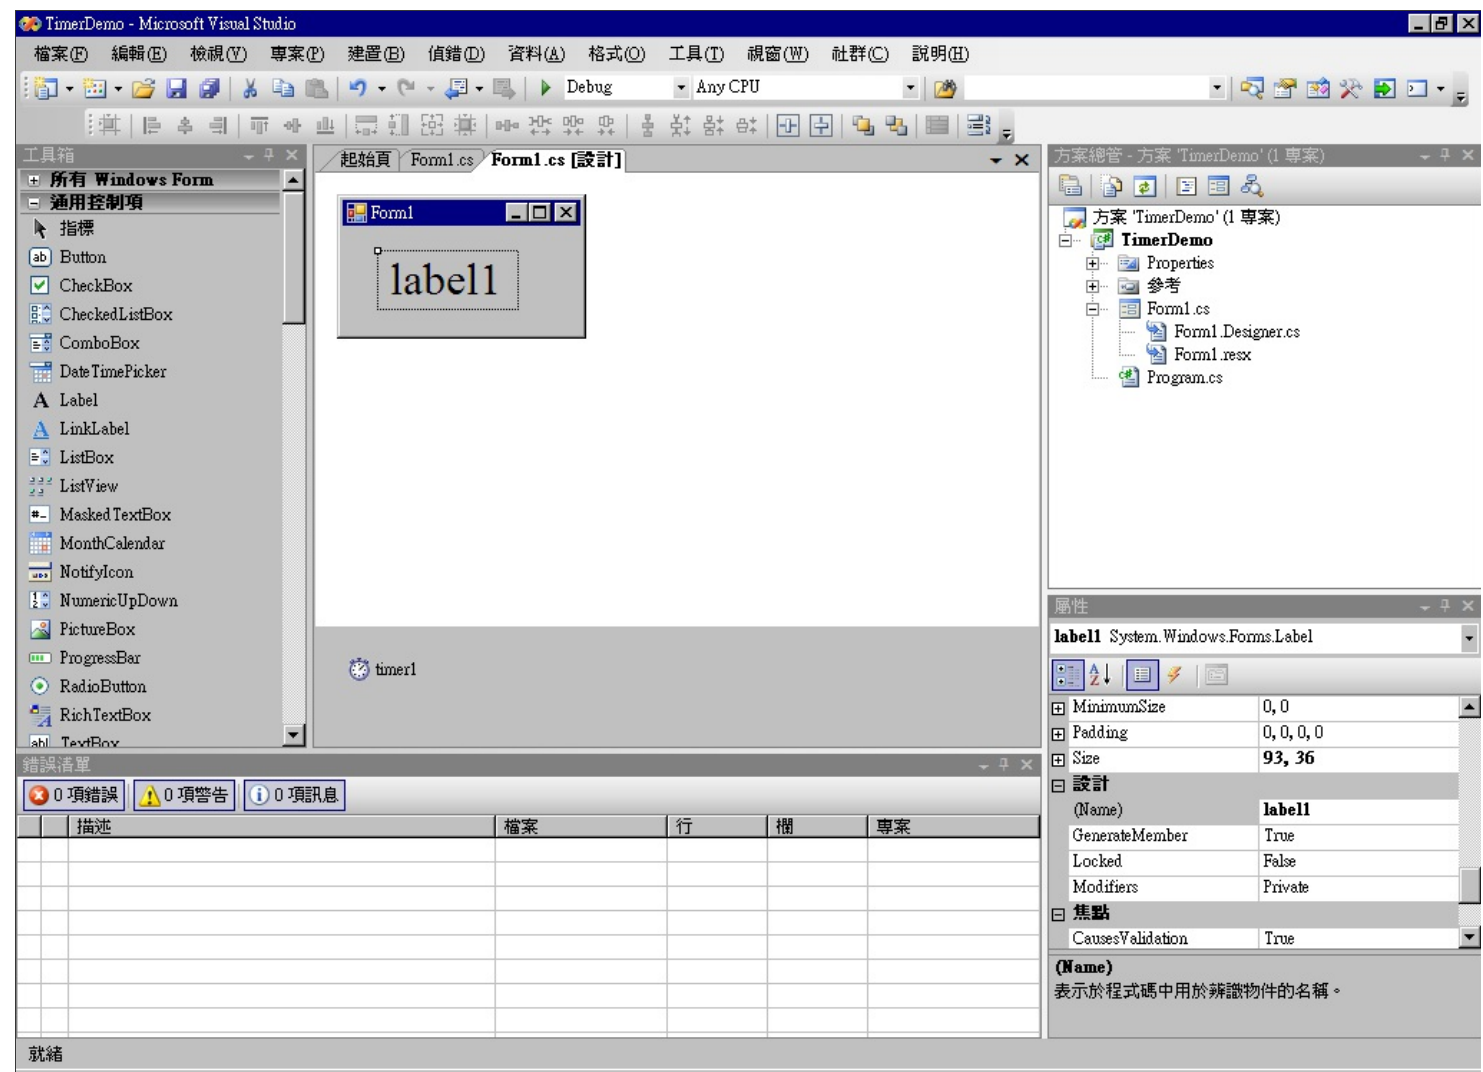 TimerDemo - Microsoft Visual Studio
檔案(F) 編輯(E) 檢視(V) 專案(P) 建置(B) 偵錯(D) 資料(A) 格式(O) 工具(T) 視窗(W) 社群(C) 說明(H)
Debug Any CPU
工具箱
所有 Windows Form
通用控制項
指標
Button
CheckBox
CheckedListBox
ComboBox
DateTimePicker
Label
LinkLabel
ListBox
ListView
MaskedTextBox
MonthCalendar
NotifyIcon
NumericUpDown
PictureBox
ProgressBar
RadioButton
RichTextBox
TextBox
起始頁 Form1.cs Form1.cs [設計]
Form1
label1
timer1
方案總管 - 方案 'TimerDemo' (1 專案)
方案 'TimerDemo' (1 專案)
TimerDemo
Properties
參考
Form1.cs
Form1.Designer.cs
Form1.resx
Program.cs
屬性
label1 System.Windows.Forms.Label
MinimumSize 0, 0
Padding 0, 0, 0, 0
Size 93, 36
設計
(Name) label1
GenerateMember True
Locked False
Modifiers Private
焦點
CausesValidation True
(Name)
表示於程式碼中用於辨識物件的名稱。
錯誤清單
0 項錯誤 0 項警告 0 項訊息
描述 檔案 行 欄 專案
就緒